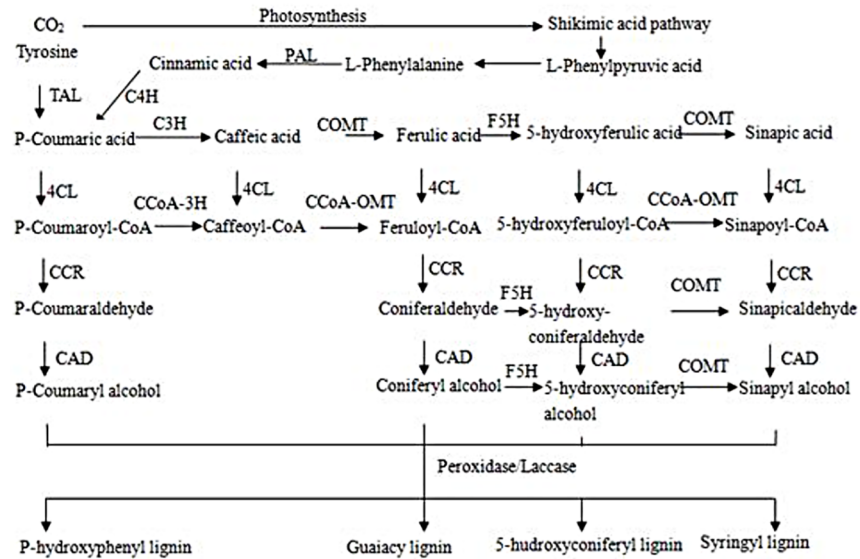 Photosynthesis
CO₂ Shikimic acid pathway
Tyrosine Cinnamic acid PAL L-Phenylalanine L-Phenylpyruvic acid
TAL C4H
P-Coumaric acid C3H Caffeic acid COMT Ferulic acid F5H 5-hydroxyferulic acid COMT Sinapic acid
4CL 4CL 4CL 4CL 4CL
P-Coumaroyl-CoA CCoA-3H Caffeoyl-CoA CCoA-OMT Feruloyl-CoA 5-hydroxyferuloyl-CoA CCoA-OMT Sinapoyl-CoA
CCR CCR CCR CCR
P-Coumaraldehyde Coniferaldehyde F5H 5-hydroxy- COMT Sinapicaldehyde
coniferaldehyde
CAD CAD CAD CAD
P-Coumaryl alcohol Coniferyl alcohol F5H 5-hydroxyconiferyl COMT Sinapyl alcohol
alcohol
Peroxidase/Laccase
P-hydroxyphenyl lignin Guaiacy lignin 5-hudroxyconiferyl lignin Syringyl lignin